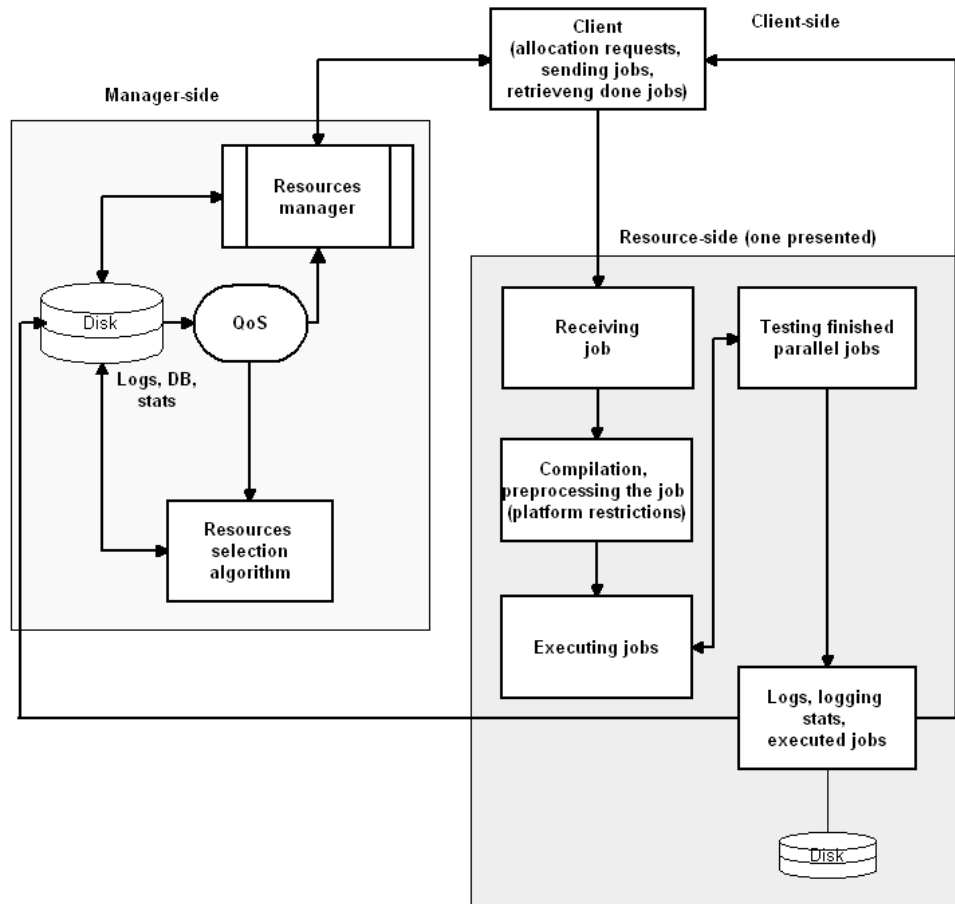 Client
(allocation requests,
sending jobs,
retrieveng done jobs)
Client-side
Manager-side
Resources
manager
Disk
QoS
Logs, DB,
stats
Resources
selection
algorithm
Resource-side (one presented)
Receiving
job
Testing finished
parallel jobs
Compilation,
preprocessing the job
(platform restrictions)
Executing jobs
Logs, logging
stats,
executed jobs
Disk